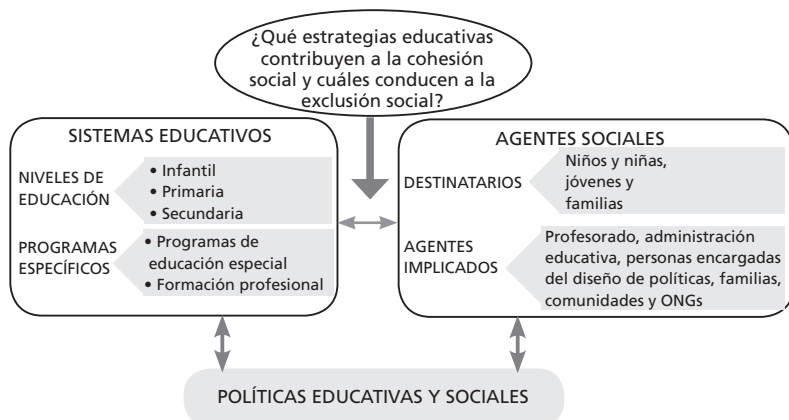 ¿Qué estrategias educativas
contribuyen a la cohesión
social y cuáles conducen a la
exclusión social?
SISTEMAS EDUCATIVOS
NIVELES DE
EDUCACIÓN
• Infantil
• Primaria
• Secundaria
PROGRAMAS
ESPECÍFICOS
• Programas de
educación especial
• Formación profesional
AGENTES SOCIALES
DESTINATARIOS
Niños y niñas,
jóvenes y
familias
AGENTES
IMPLICADOS
Profesorado, administración
educativa, personas encargadas
del diseño de políticas, familias,
comunidades y ONGs
POLÍTICAS EDUCATIVAS Y SOCIALES